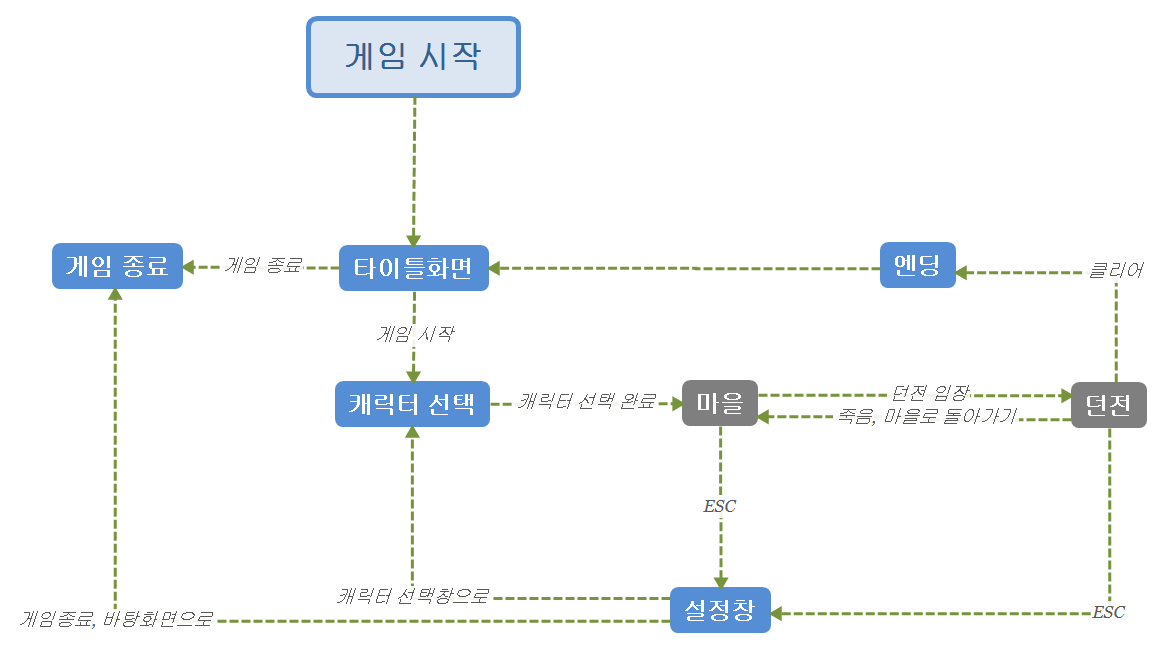 게임 시작
게임 종료
게임 종료
타이틀화면
엔딩
클리어
게임 시작
캐릭터 선택
캐릭터 선택 완료
마을
던전 입장
죽음, 마을로 돌아가기
던전
ESC
캐릭터 선택창으로
게임종료, 바탕화면으로
설정창
ESC